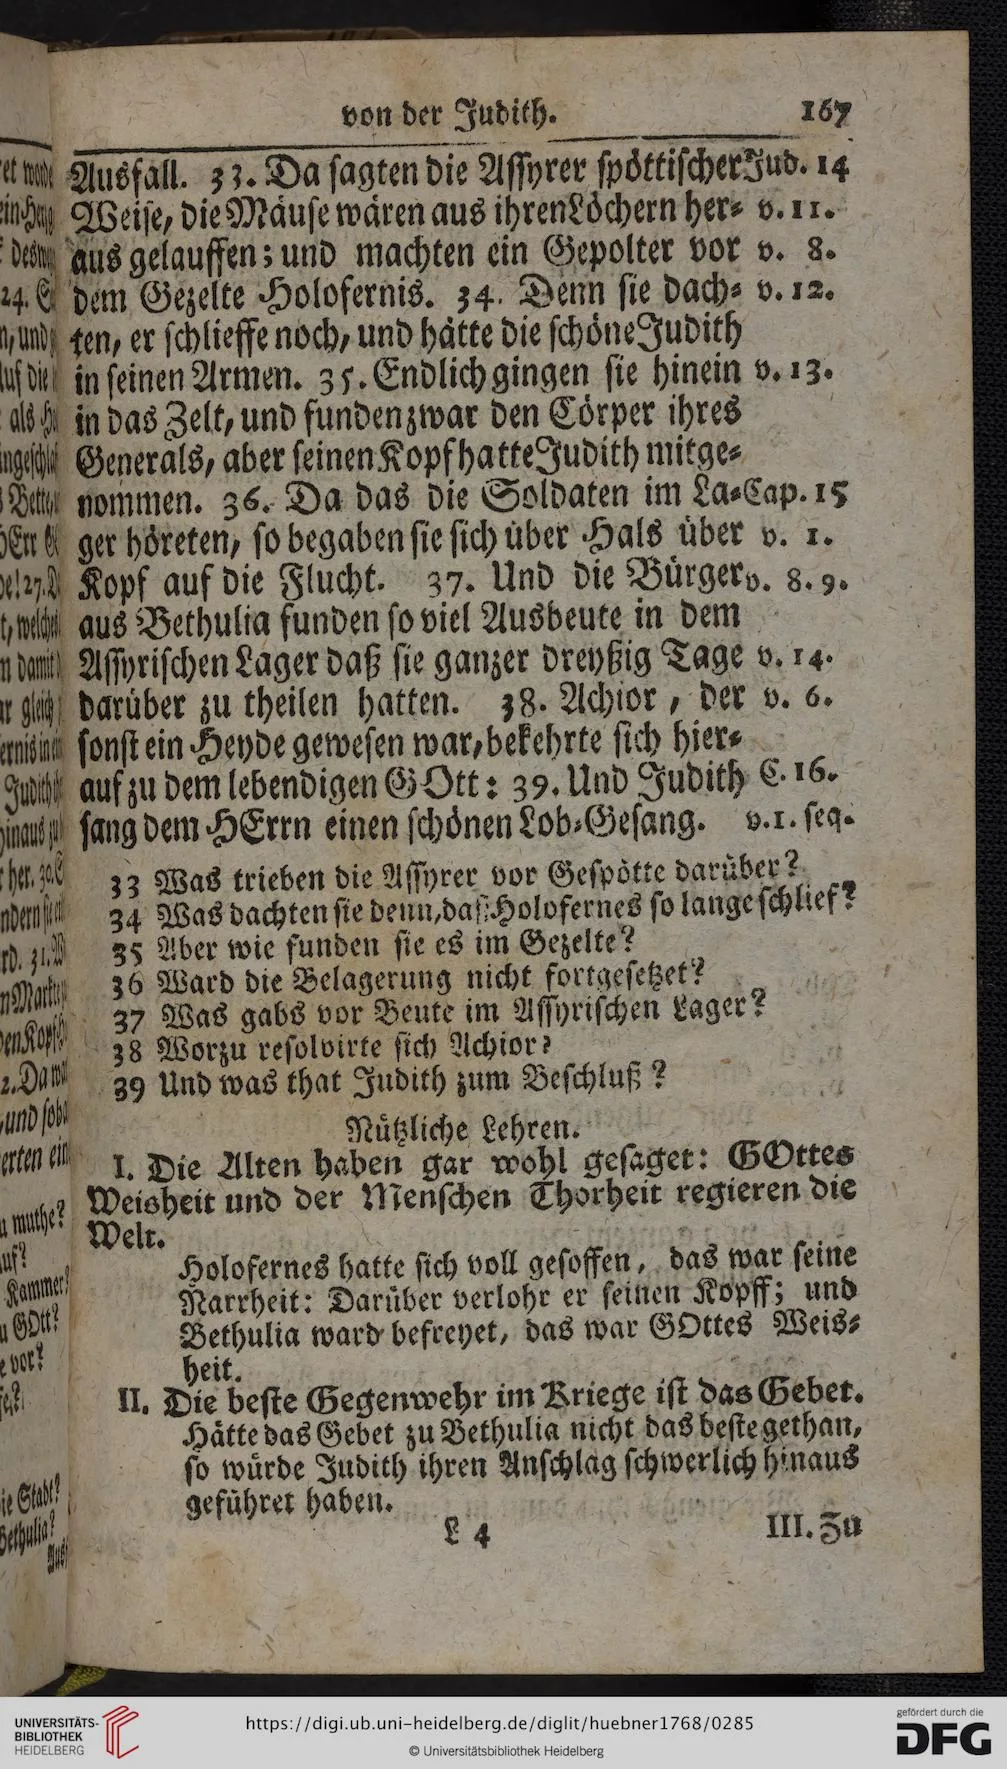 von der Judith. 167
Ausfall. 33. Da sagten die Assyrer spöttischer Jud. 14
Weise, die Mäuse wären aus ihren Löchern her= v. 11.
aus gelauffen; und machten ein Gepolter vor v. 8.
dem Gezelte Holofernis. 34. Denn sie dach= v. 12.
ten, er schlieffe noch, und hätte die schöne Judith
in seinen Armen. 35. Endlich gingen sie hinein v. 13.
in das Zelt, und funden zwar den Cörper ihres
Generals, aber seinen Kopf hatte Judith mitge=
nommen. 36. Da das die Soldaten im La= Cap. 15
ger höreten, so begaben sie sich über Hals über v. 1.
Kopf auf die Flucht. 37. Und die Bürger v. 8. 9.
aus Bethulia funden so viel Ausbeute in dem
Assyrischen Lager daß sie ganzer dreyßig Tage v. 14.
darüber zu theilen hatten. 38. Achior, der v. 6.
sonst ein Heyde gewesen war, bekehrte sich hier=
auf zu dem lebendigen GOtt: 39. Und Judith C. 16.
sang dem HErrn einen schönen Lob=Gesang. v. 1. seq.
33 Was trieben die Assyrer vor Gespötte darüber?
34 Was dachten sie denn, daß Holofernes so lange schlief?
35 Aber wie funden sie es im Gezelte?
36 Ward die Belagerung nicht fortgesetzet?
37 Was gabs vor Beute im Assyrischen Lager?
38 Worzu resolvirte sich Achior?
39 Und was that Judith zum Beschluß?
Nützliche Lehren.
I. Die Alten haben gar wohl gesaget: GOttes
Weisheit und der Menschen Thorheit regieren die
Welt.
Holofernes hatte sich voll gesoffen, das war seine
Narrheit: Darüber verlohr er seinen Kopff; und
Bethulia ward befreyet, das war GOttes Weis=
heit.
II. Die beste Gegenwehr im Kriege ist das Gebet.
Hätte das Gebet zu Bethulia nicht das beste gethan,
so würde Judith ihren Anschlag schwerlich hinaus
geführet haben.
L 4 III. Zu
UNIVERSITÄTS-
BIBLIOTHEK
HEIDELBERG
https://digi.ub.uni-heidelberg.de/diglit/huebner1768/0285
© Universitätsbibliothek Heidelberg
gefördert durch die
DFG